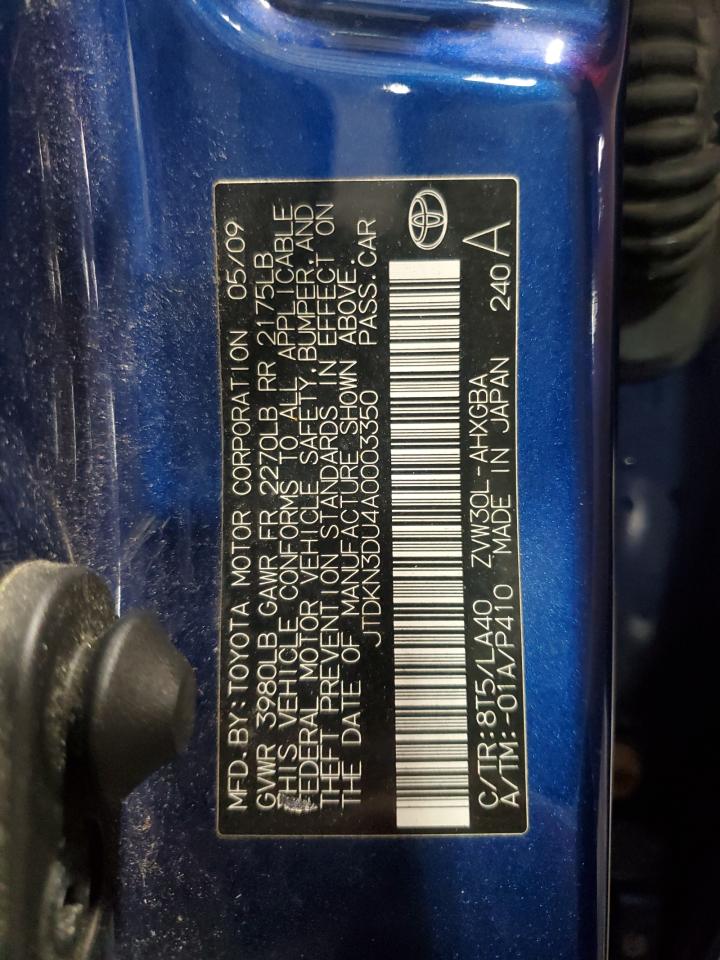 MFD.BY:TOYOTA MOTOR CORPORATION 05/09
GVWR 3980LB GAWR FR 2270LB RR 2175LB
THIS VEHICLE CONFORMS TO ALL APPLICABLE
FEDERAL MOTOR VEHICLE SAFETY,BUMPER,AND
THEFT PREVENTION STANDARDS IN EFFECT ON
THE DATE OF MANUFACTURE SHOWN ABOVE.
JTDKN3DU4A0003350 PASS.CAR
C/TR:8T5/LA40 ZVW30L-AHXGBA
A/TM:-01A/P410 MADE IN JAPAN 240 A